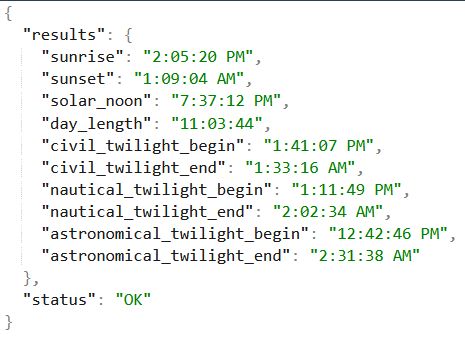 {
"results": {
"sunrise": "2:05:20 PM",
"sunset": "1:09:04 AM",
"solar_noon": "7:37:12 PM",
"day_length": "11:03:44",
"civil_twilight_begin": "1:41:07 PM",
"civil_twilight_end": "1:33:16 AM",
"nautical_twilight_begin": "1:11:49 PM",
"nautical_twilight_end": "2:02:34 AM",
"astronomical_twilight_begin": "12:42:46 PM",
"astronomical_twilight_end": "2:31:38 AM"
},
"status": "OK"
}